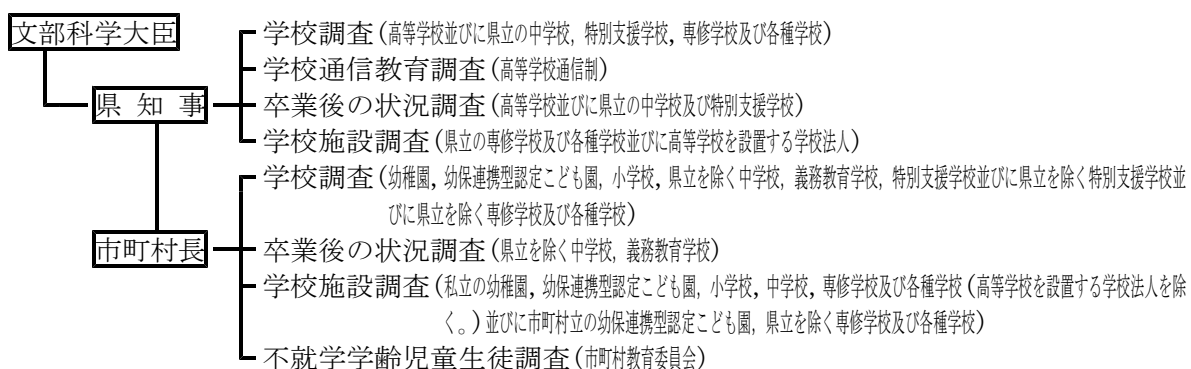 文部科学大臣
学校調査(高等学校並びに県立の中学校, 特別支援学校, 専修学校及び各種学校)
学校通信教育調査(高等学校通信制)
県 知 事
卒業後の状況調査(高等学校並びに県立の中学校及び特別支援学校)
学校施設調査(県立の専修学校及び各種学校並びに高等学校を設置する学校法人)
学校調査(幼稚園, 幼保連携型認定こども園, 小学校, 県立を除く中学校, 義務教育学校, 特別支援学校並びに県立を除く特別支援学校並
びに県立を除く専修学校及び各種学校)
市町村長
卒業後の状況調査(県立を除く中学校, 義務教育学校)
学校施設調査(私立の幼稚園, 幼保連携型認定こども園, 小学校, 中学校, 専修学校及び各種学校(高等学校を設置する学校法人を除
く。)並びに市町村立の幼保連携型認定こども園, 県立を除く専修学校及び各種学校)
不就学学齢児童生徒調査(市町村教育委員会)